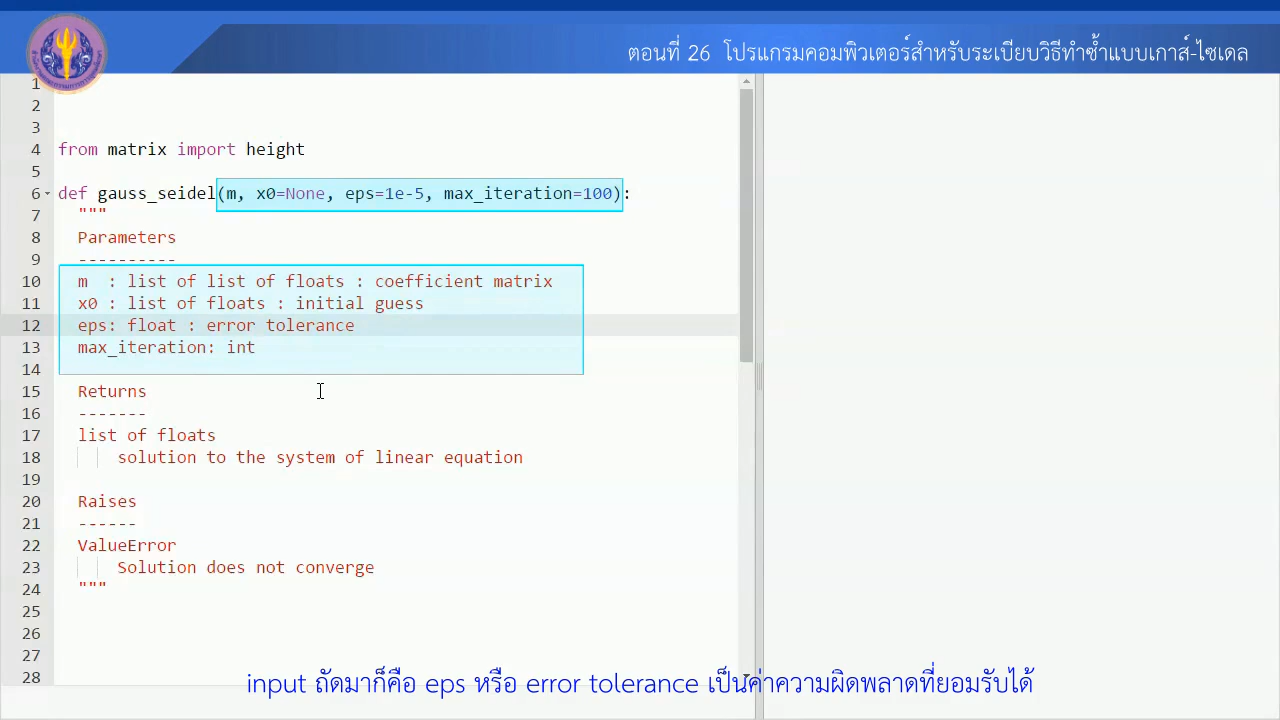 ตอนที่ 26 โปรแกรมคอมพิวเตอร์สำหรับระเบียบวิธีทำซ้ำแบบเกาส์-ไซเดล
1
2
3
4 from matrix import height
5
6 def gauss_seidel(m, x0=None, eps=1e-5, max_iteration=100):
7 """
8 Parameters
9 ----------
10 m : list of list of floats : coefficient matrix
11 x0 : list of floats : initial guess
12 eps: float : error tolerance
13 max_iteration: int
14
15 Returns
16 -------
17 list of floats
18 solution to the system of linear equation
19
20 Raises
21 ------
22 ValueError
23 Solution does not converge
24 """
25
26
27
28
input ถัดมาก็คือ eps หรือ error tolerance เป็นค่าความผิดพลาดที่ยอมรับได้